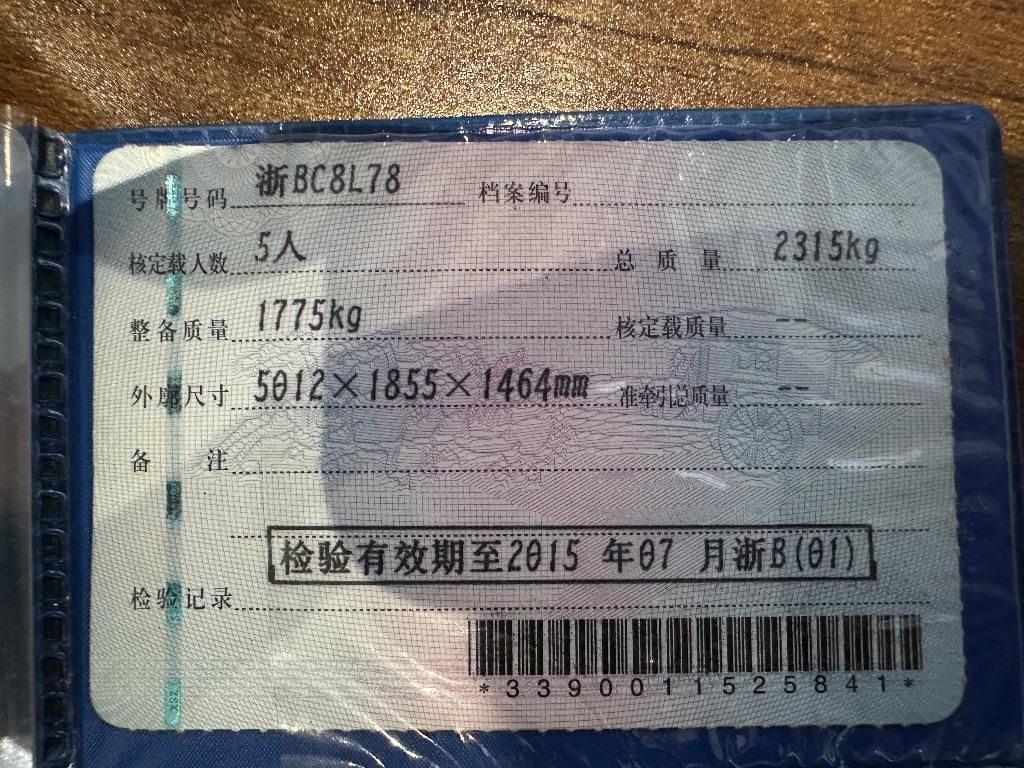 号牌号码 浙BC8L78 档案编号
核定载人数 5人 总质量 2315kg
整备质量 1775kg 核定载质量 --
外廓尺寸 5012×1855×1464mm 准牵引总质量 --
备注
检验有效期至2015 年07 月浙B(01)
检验记录
*3390011525841*